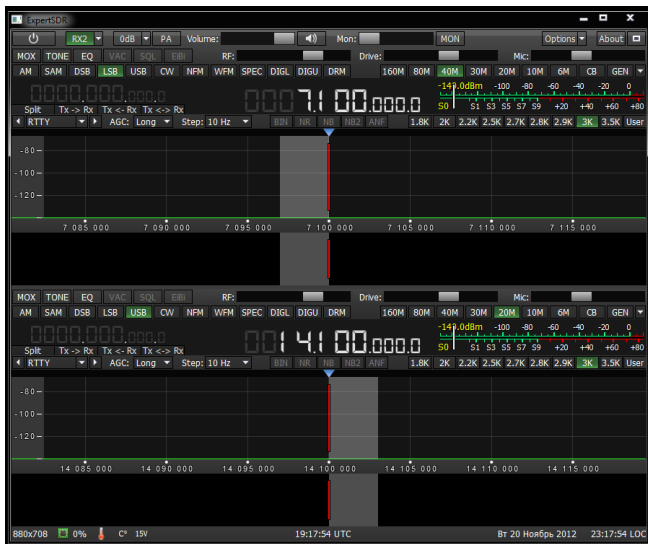 ExpertSDR
RX2 0dB PA Volume: Mon: MON Options About
MOX TONE EQ VAC SQL EiBi RF: Drive: Mic:
AM SAM DSB LSB USB CW NFM WFM SPEC DIGL DIGU DRM 160M 80M 40M 30M 20M 10M 6M CB GEN
-140.0dBm -100 -80 -60 -40 -20 0
7.100.000.0
S0 S1 S3 S5 S7 S9 +20 +40 +60 +80
Split Tx -> Rx Tx <- Rx Tx <-> Rx
RTTY AGC: Long Step: 10 Hz BIN NR NB NB2 ANF 1.8K 2K 2.2K 2.5K 2.7K 2.8K 2.9K 3K 3.5K User
-80
-100
-120
7 085 000 7 090 000 7 095 000 7 100 000 7 105 000 7 110 000 7 115 000
MOX TONE EQ VAC SQL EiBi RF: Drive: Mic:
AM SAM DSB LSB USB CW NFM WFM SPEC DIGL DIGU DRM 160M 80M 40M 30M 20M 10M 6M CB GEN
-140.0dBm -100 -80 -60 -40 -20 0
14.100.000.0
S0 S1 S3 S5 S7 S9 +20 +40 +60 +80
Split Tx -> Rx Tx <- Rx Tx <-> Rx
RTTY AGC: Long Step: 10 Hz BIN NR NB NB2 ANF 1.8K 2K 2.2K 2.5K 2.7K 2.8K 2.9K 3K 3.5K User
-80
-100
-120
14 085 000 14 090 000 14 095 000 14 100 000 14 105 000 14 110 000 14 115 000
880x708 0% C° 15V 19:17:54 UTC Вт 20 Ноябрь 2012 23:17:54 LOC